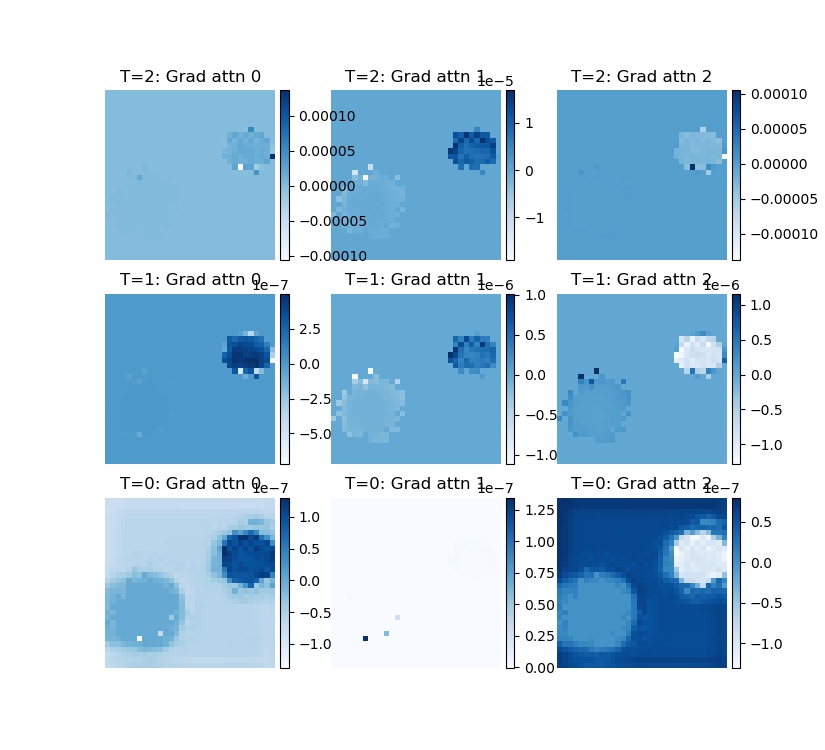 T=2: Grad attn 0
T=2: Grad attn 1
T=2: Grad attn 2
1e−5
0.00010
0.00005
0.00000
−0.00005
−0.00010
1
0
−1
0.00010
0.00005
0.00000
−0.00005
−0.00010
T=1: Grad attn 0
T=1: Grad attn 1
T=1: Grad attn 2
1e−7
1e−6
1e−6
2.5
0.0
−2.5
−5.0
1.0
0.5
0.0
−0.5
−1.0
1.0
0.5
0.0
−0.5
−1.0
T=0: Grad attn 0
T=0: Grad attn 1
T=0: Grad attn 2
1e−7
1e−7
1e−7
1.0
0.5
0.0
−0.5
−1.0
1.25
1.00
0.75
0.50
0.25
0.00
0.5
0.0
−0.5
−1.0